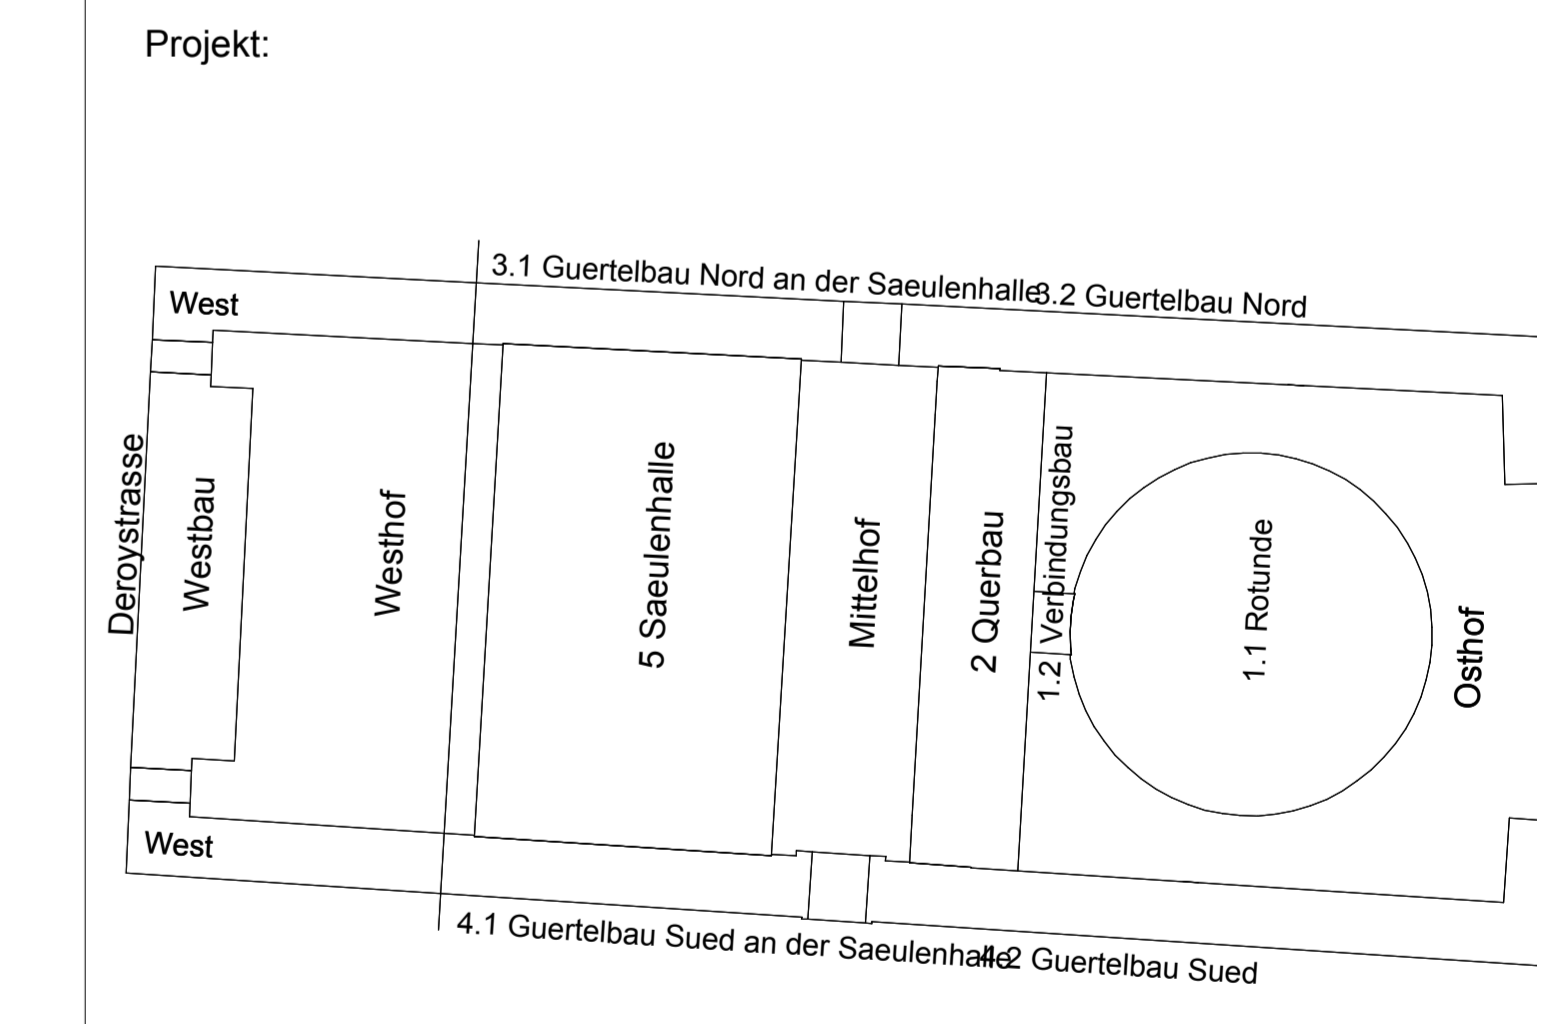 Projekt:
3.1 Guertelbau Nord an der Saeulenhalle
3.2 Guertelbau Nord
West
Deroystrasse
Westbau
Westhof
5 Saeulenhalle
Mittelhof
2 Querbau
1.2 Verbindungsbau
1.1 Rotunde
Osthof
West
4.1 Guertelbau Sued an der Saeulenhalle
4.2 Guertelbau Sued